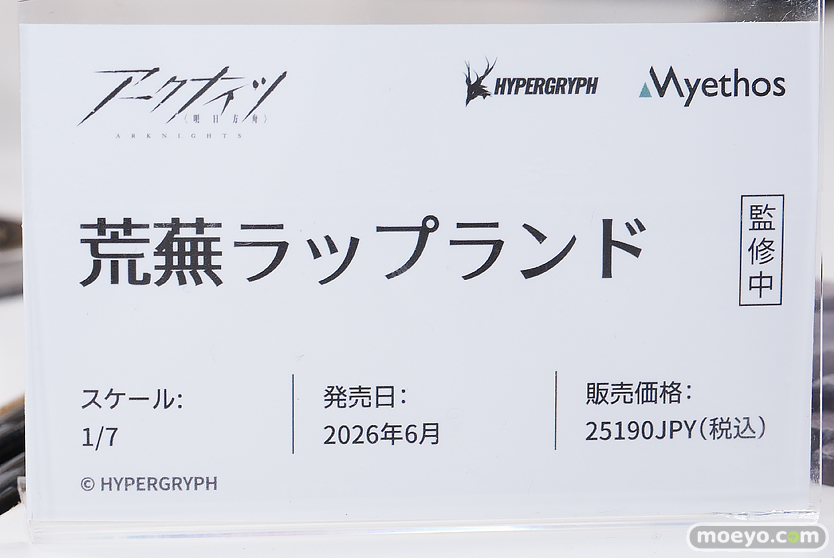 アークナイツ
《明日方舟》
ARKNIGHTS
HYPERGRYPH
Myethos
荒蕪ラップランド
監修中
スケール:
1/7
発売日:
2026年6月
販売価格:
25190JPY(税込)
© HYPERGRYPH
moeyo.com